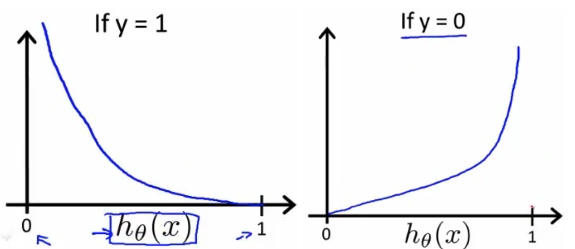 If y = 1
0
hθ(x)
1
If y = 0
0
hθ(x)
1